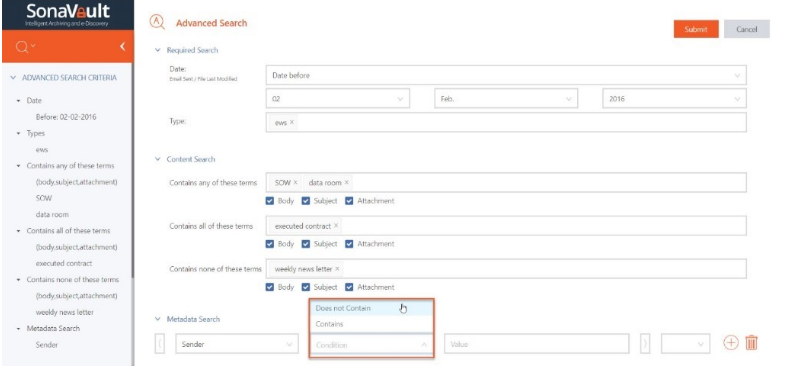 SonaVault
Intelligent Archiving and e-Discovery
ADVANCED SEARCH CRITERIA
Date
Before: 02-02-2016
Types
ews
Contains any of these terms
(body,subject,attachment)
SOW
data room
Contains all of these terms
(body,subject,attachment)
executed contract
Contains none of these terms
(body,subject,attachment)
weekly news letter
Metadata Search
Sender
Advanced Search
Submit Cancel
Required Search
Date: Date before
Email Sent / File Last Modified
02 Feb. 2016
Type: ews ×
Content Search
Contains any of these terms SOW × data room ×
Body Subject Attachment
Contains all of these terms executed contract ×
Body Subject Attachment
Contains none of these terms weekly news letter ×
Body Subject Attachment
Metadata Search
Does not Contain
Contains
( Sender Condition Value )